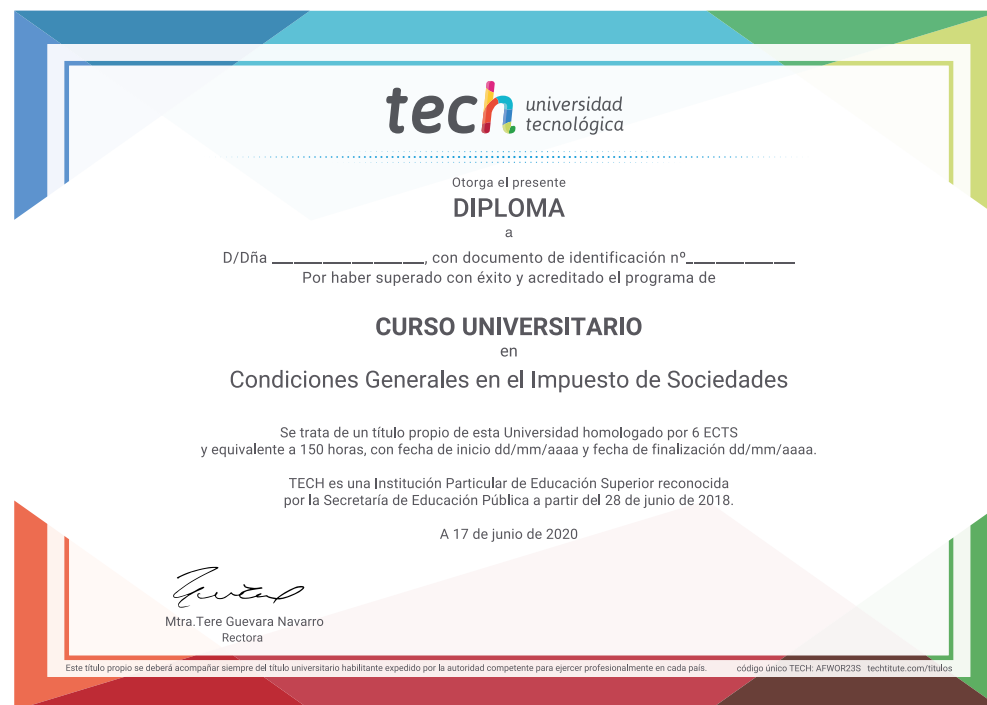 tech universidad
tecnológica
Otorga el presente
DIPLOMA
a
D/Dña ______________, con documento de identificación nº__________
Por haber superado con éxito y acreditado el programa de
CURSO UNIVERSITARIO
en
Condiciones Generales en el Impuesto de Sociedades
Se trata de un título propio de esta Universidad homologado por 6 ECTS
y equivalente a 150 horas, con fecha de inicio dd/mm/aaaa y fecha de finalización dd/mm/aaaa.
TECH es una Institución Particular de Educación Superior reconocida
por la Secretaría de Educación Pública a partir del 28 de junio de 2018.
A 17 de junio de 2020
Mtra.Tere Guevara Navarro
Rectora
Este título propio se deberá acompañar siempre del título universitario habilitante expedido por la autoridad competente para ejercer profesionalmente en cada país. código único TECH: AFWOR23S techtitute.com/titulos